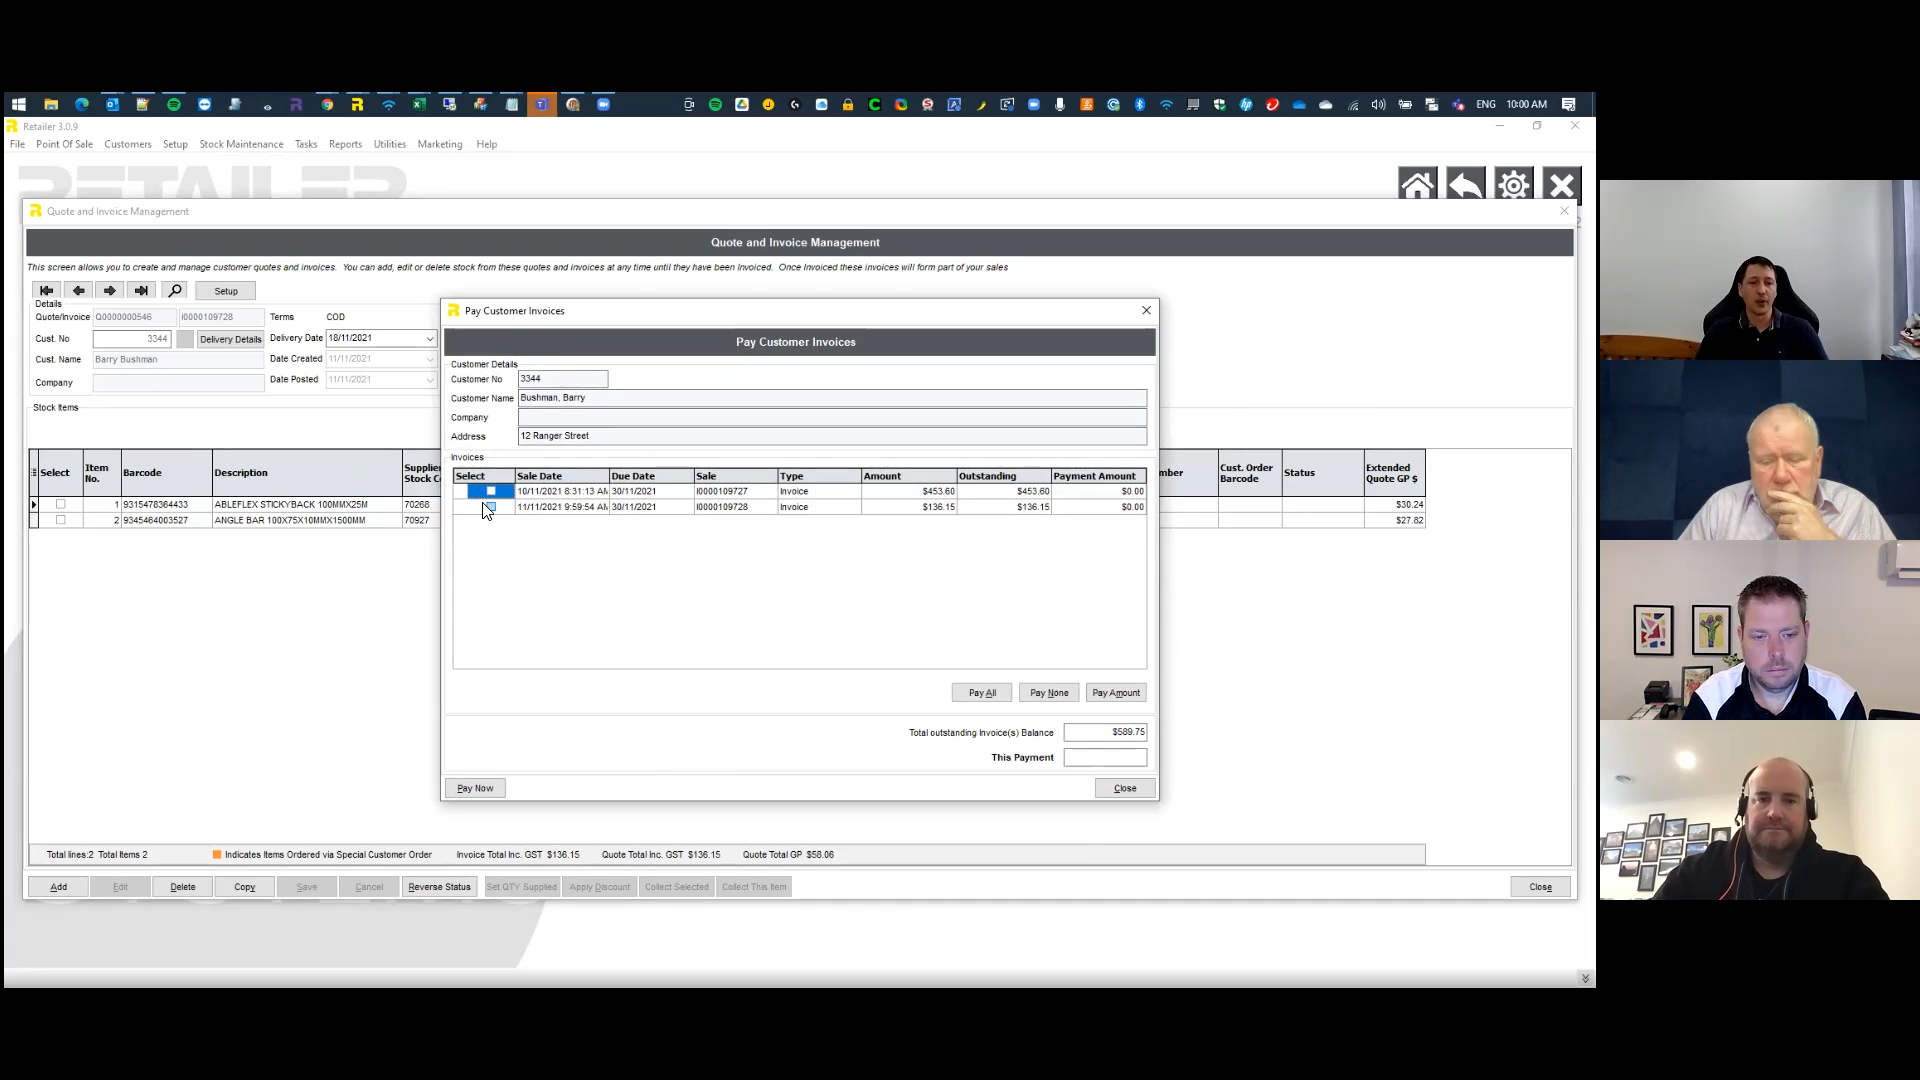 ENG 10:00 AM
Retailer 3.0.9
File Point Of Sale Customers Setup Stock Maintenance Tasks Reports Utilities Marketing Help
RETAILER
Quote and Invoice Management
Quote and Invoice Management
This screen allows you to create and manage customer quotes and invoices. You can add, edit or delete stock from these quotes and invoices at any time until they have been Invoiced. Once Invoiced these invoices will form part of your sales
Setup
Details
Quote/Invoice Q0000000546 I0000109728 Terms COD
Cust. No 3344 Delivery Details Delivery Date 18/11/2021
Cust. Name Barry Bushman Date Created 11/11/2021
Company Date Posted 11/11/2021
Stock Items
Select Item No. Barcode Description Supplier Stock C Cust. Order Barcode Status Extended Quote GP $
1 9315478364433 ABLEFLEX STICKYBACK 100MMX25M 70268 $30.24
2 9345464003527 ANGLE BAR 100X75X10MMX1500MM 70927 $27.82
Pay Customer Invoices
Pay Customer Invoices
Customer Details
Customer No 3344
Customer Name Bushman, Barry
Company
Address 12 Ranger Street
Invoices
Select Sale Date Due Date Sale Type Amount Outstanding Payment Amount
10/11/2021 8:31:13 AM 30/11/2021 I0000109727 Invoice $453.60 $453.60 $0.00
11/11/2021 9:59:54 AM 30/11/2021 I0000109728 Invoice $136.15 $136.15 $0.00
Pay All Pay None Pay Amount
Total outstanding Invoice(s) Balance $589.75
This Payment
Pay Now Close
Total lines:2 Total Items 2 Indicates Items Ordered via Special Customer Order Invoice Total Inc. GST $136.15 Quote Total Inc. GST $136.15 Quote Total GP $58.06
Add Edit Delete Copy Save Cancel Reverse Status Set QTY Supplied Apply Discount Collect Selected Collect This Item Close